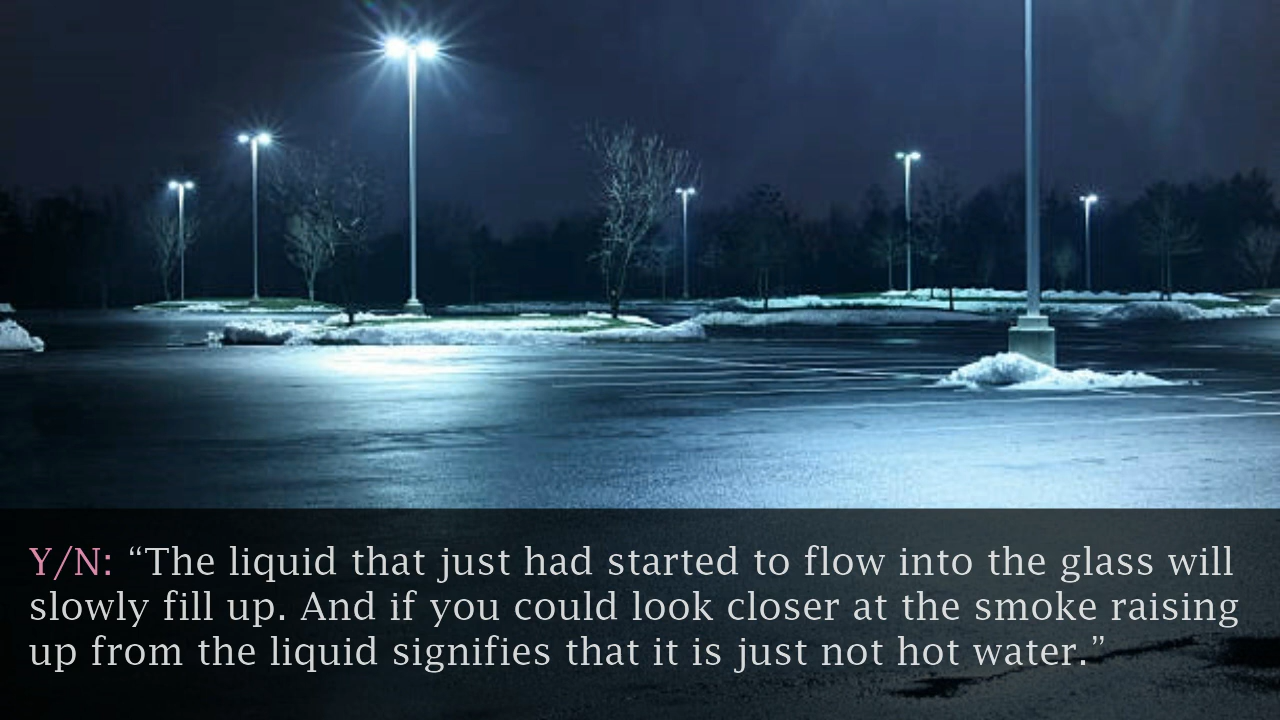 Y/N: “The liquid that just had started to flow into the glass will
slowly fill up. And if you could look closer at the smoke raising
up from the liquid signifies that it is just not hot water.”